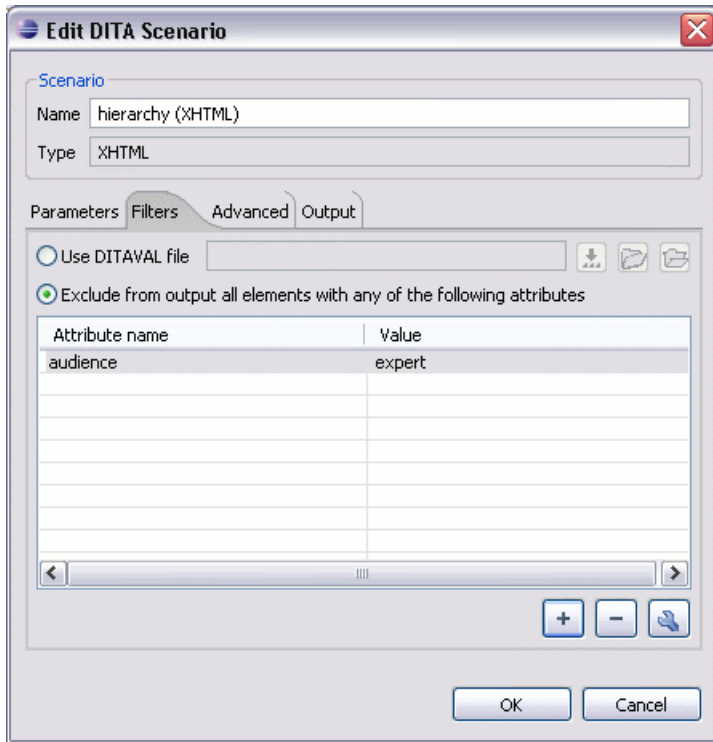 Edit DITA Scenario
Scenario
Name hierarchy (XHTML)
Type XHTML
Parameters Filters Advanced Output
Use DITAVAL file
Exclude from output all elements with any of the following attributes
Attribute name Value
audience expert
OK Cancel